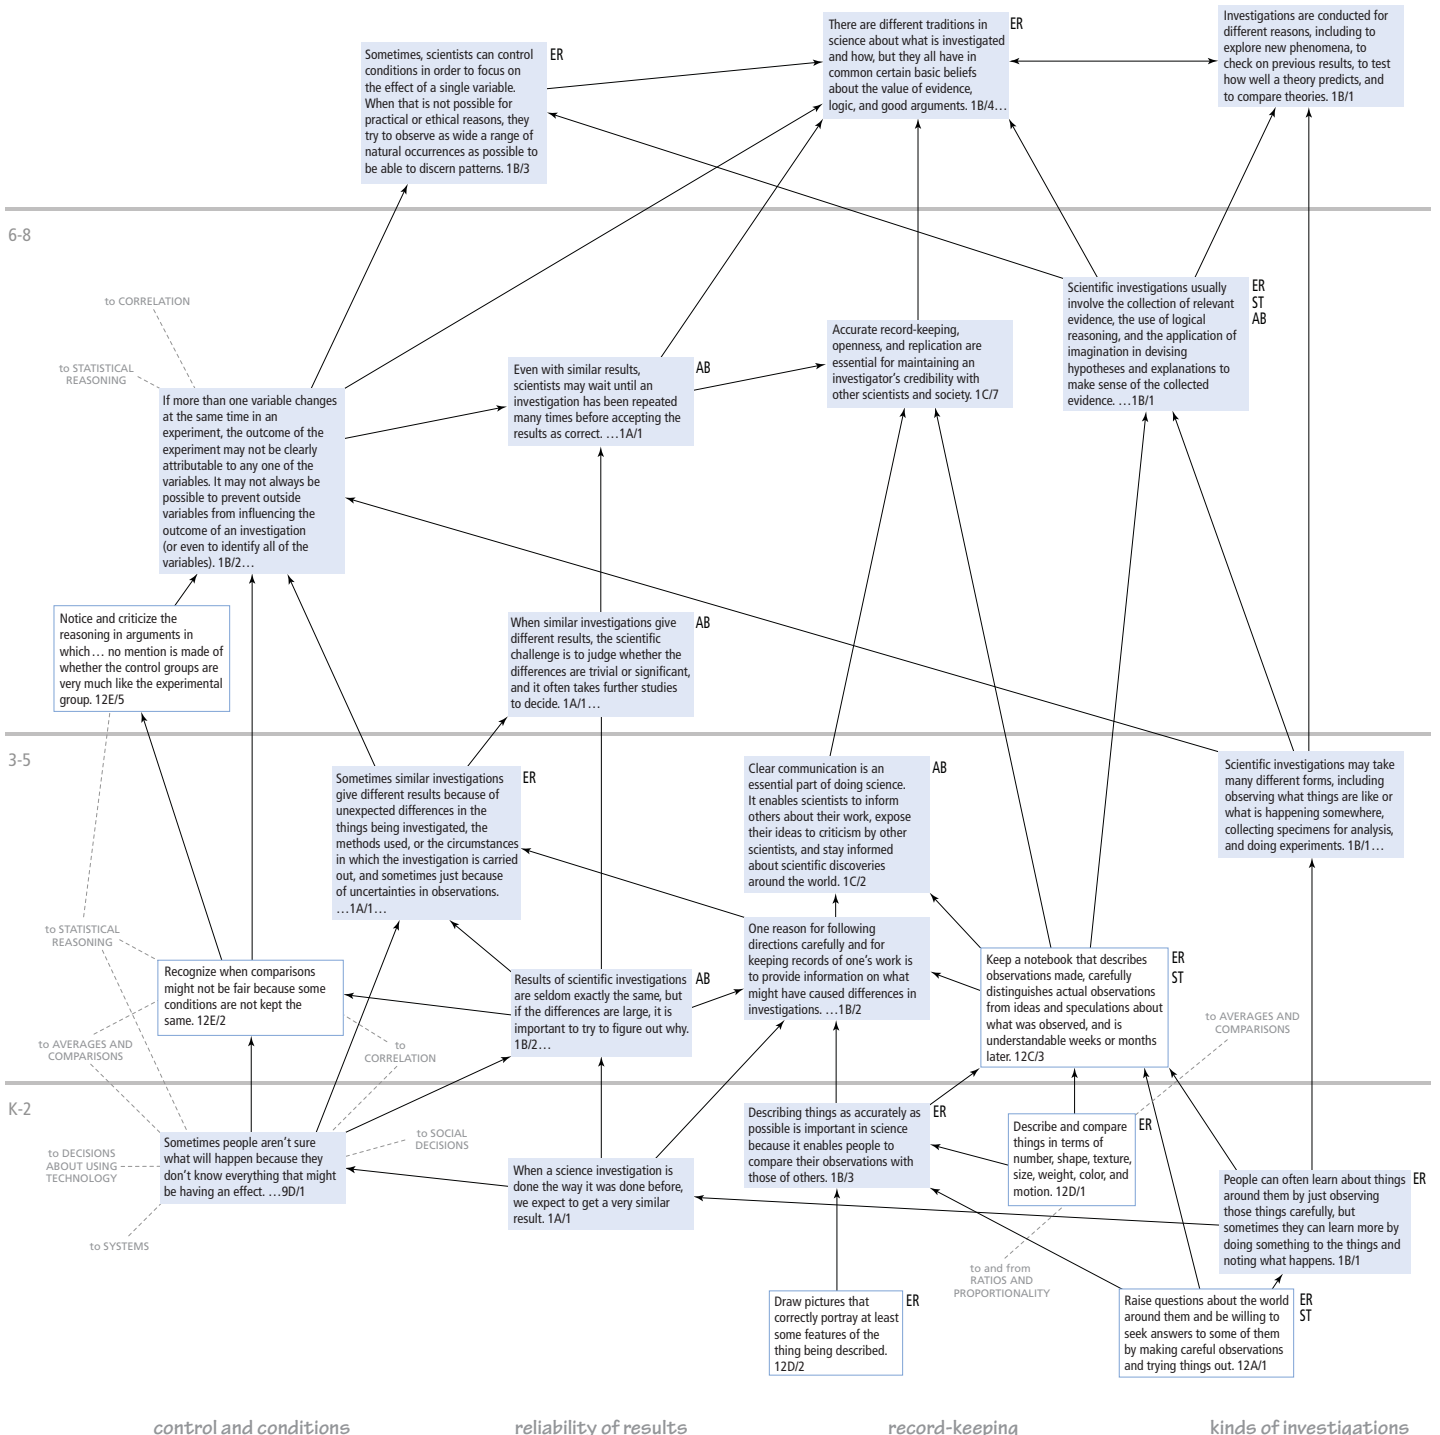 Sometimes, scientists can control
conditions in order to focus on
the effect of a single variable.
When that is not possible for
practical or ethical reasons, they
try to observe as wide a range of
natural occurrences as possible to
be able to discern patterns. 1B/3
ER
There are different traditions in
science about what is investigated
and how, but they all have in
common certain basic beliefs
about the value of evidence,
logic, and good arguments. 1B/4…
ER
Investigations are conducted for
different reasons, including to
explore new phenomena, to
check on previous results, to test
how well a theory predicts, and
to compare theories. 1B/1
6-8
to CORRELATION
to STATISTICAL
REASONING
If more than one variable changes
at the same time in an
experiment, the outcome of the
experiment may not be clearly
attributable to any one of the
variables. It may not always be
possible to prevent outside
variables from influencing the
outcome of an investigation
(or even to identify all of the
variables). 1B/2…
Even with similar results,
scientists may wait until an
investigation has been repeated
many times before accepting the
results as correct. …1A/1
AB
Accurate record-keeping,
openness, and replication are
essential for maintaining an
investigator's credibility with
other scientists and society. 1C/7
Scientific investigations usually
involve the collection of relevant
evidence, the use of logical
reasoning, and the application of
imagination in devising
hypotheses and explanations to
make sense of the collected
evidence. …1B/1
ER
ST
AB
Notice and criticize the
reasoning in arguments in
which… no mention is made of
whether the control groups are
very much like the experimental
group. 12E/5
When similar investigations give
different results, the scientific
challenge is to judge whether the
differences are trivial or significant,
and it often takes further studies
to decide. 1A/1…
AB
3-5
Sometimes similar investigations
give different results because of
unexpected differences in the
things being investigated, the
methods used, or the circumstances
in which the investigation is carried
out, and sometimes just because
of uncertainties in observations.
…1A/1…
ER
Clear communication is an
essential part of doing science.
It enables scientists to inform
others about their work, expose
their ideas to criticism by other
scientists, and stay informed
about scientific discoveries
around the world. 1C/2
AB
Scientific investigations may take
many different forms, including
observing what things are like or
what is happening somewhere,
collecting specimens for analysis,
and doing experiments. 1B/1…
to STATISTICAL
REASONING
Recognize when comparisons
might not be fair because some
conditions are not kept the
same. 12E/2
Results of scientific investigations
are seldom exactly the same, but
if the differences are large, it is
important to try to figure out why.
1B/2…
AB
One reason for following
directions carefully and for
keeping records of one's work is
to provide information on what
might have caused differences in
investigations. …1B/2
Keep a notebook that describes
observations made, carefully
distinguishes actual observations
from ideas and speculations about
what was observed, and is
understandable weeks or months
later. 12C/3
ER
ST
to AVERAGES AND
COMPARISONS
to AVERAGES AND
COMPARISONS
to
CORRELATION
K-2
to DECISIONS
ABOUT USING
TECHNOLOGY
Sometimes people aren't sure
what will happen because they
don't know everything that might
be having an effect. …9D/1
to SOCIAL
DECISIONS
to SYSTEMS
When a science investigation is
done the way it was done before,
we expect to get a very similar
result. 1A/1
Describing things as accurately as
possible is important in science
because it enables people to
compare their observations with
those of others. 1B/3
ER
Describe and compare
things in terms of
number, shape, texture,
size, weight, color, and
motion. 12D/1
ER
People can often learn about things
around them by just observing
those things carefully, but
sometimes they can learn more by
doing something to the things and
noting what happens. 1B/1
ER
to and from
RATIOS AND
PROPORTIONALITY
Draw pictures that
correctly portray at least
some features of the
thing being described.
12D/2
ER
Raise questions about the world
around them and be willing to
seek answers to some of them
by making careful observations
and trying things out. 12A/1
ER
ST
control and conditions
reliability of results
record-keeping
kinds of investigations